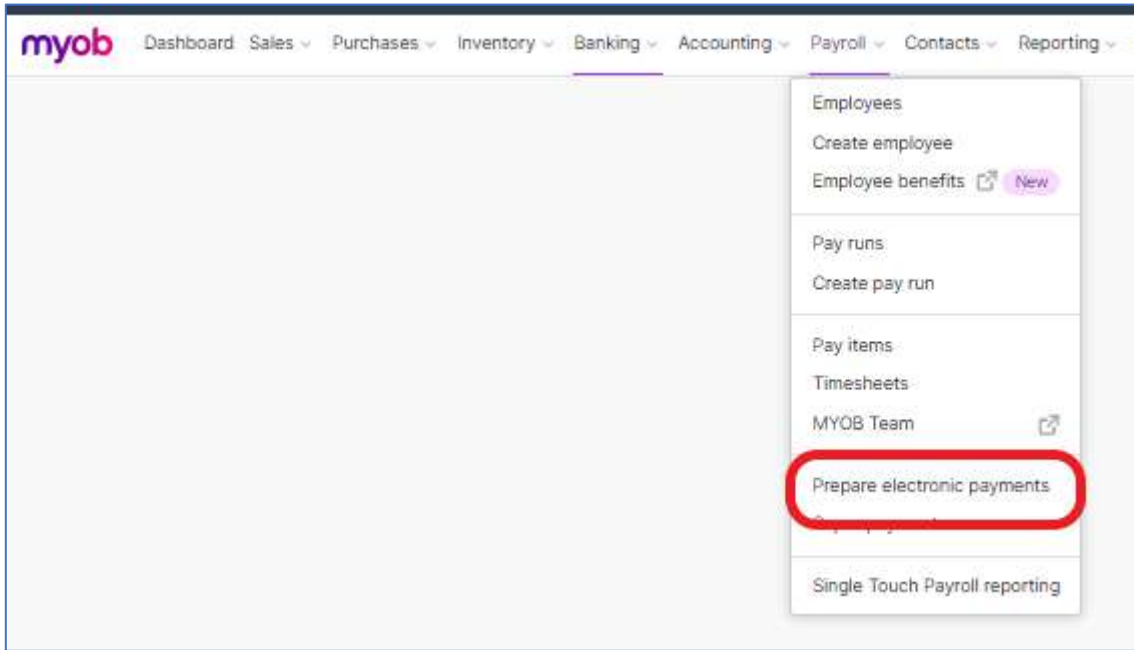 myob Dashboard Sales Purchases Inventory Banking Accounting Payroll Contacts Reporting
Employees
Create employee
Employee benefits New
Pay runs
Create pay run
Pay items
Timesheets
MYOB Team
Prepare electronic payments
Single Touch Payroll reporting